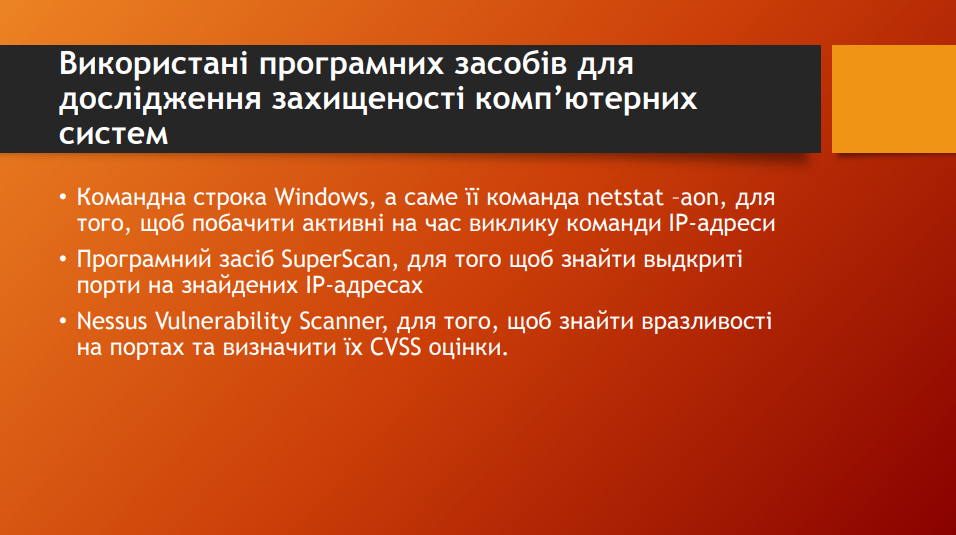 Використані програмних засобів для
дослідження захищеності комп’ютерних
систем
• Командна строка Windows, а саме її команда netstat –aon, для
того, щоб побачити активні на час виклику команди IP-адреси
• Програмний засіб SuperScan, для того щоб знайти выдкриті
порти на знайдених IP-адресах
• Nessus Vulnerability Scanner, для того, щоб знайти вразливості
на портах та визначити їх CVSS оцінки.